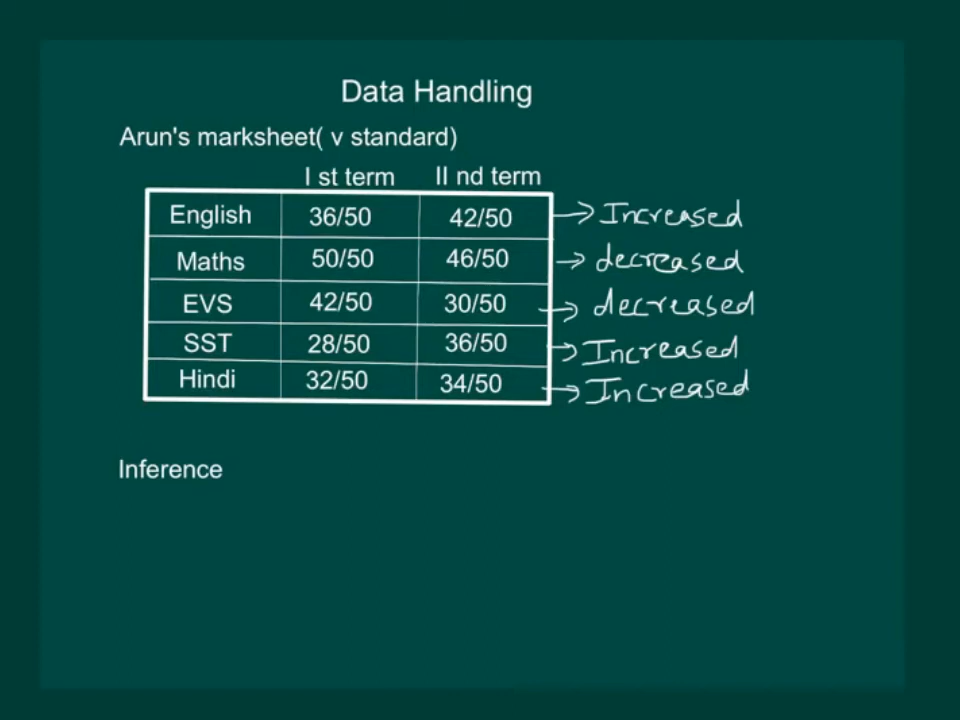 Data Handling
Arun's marksheet( v standard)
I st term II nd term
English 36/50 42/50 → Increased
Maths 50/50 46/50 → decreased
EVS 42/50 30/50 → decreased
SST 28/50 36/50 → Increased
Hindi 32/50 34/50 → Increased
Inference